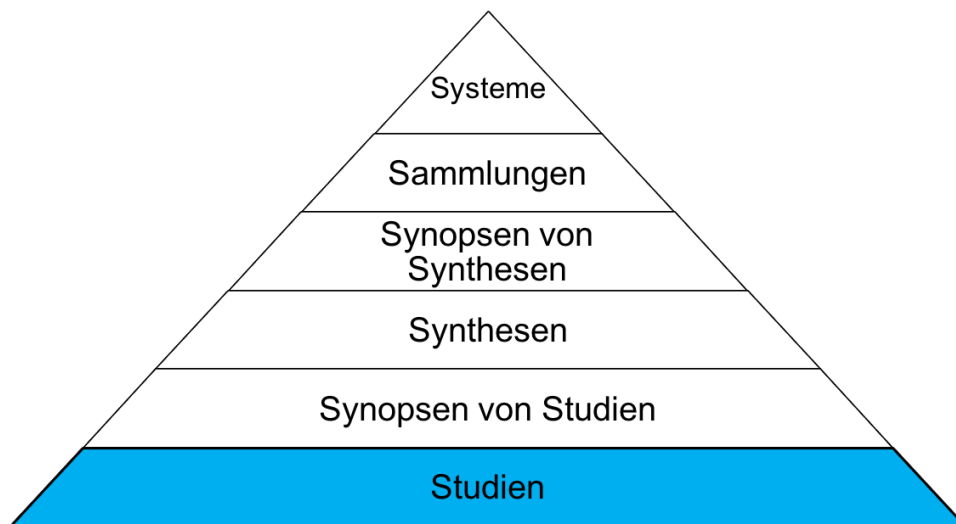 Systeme
Sammlungen
Synopsen von
Synthesen
Synthesen
Synopsen von Studien
Studien